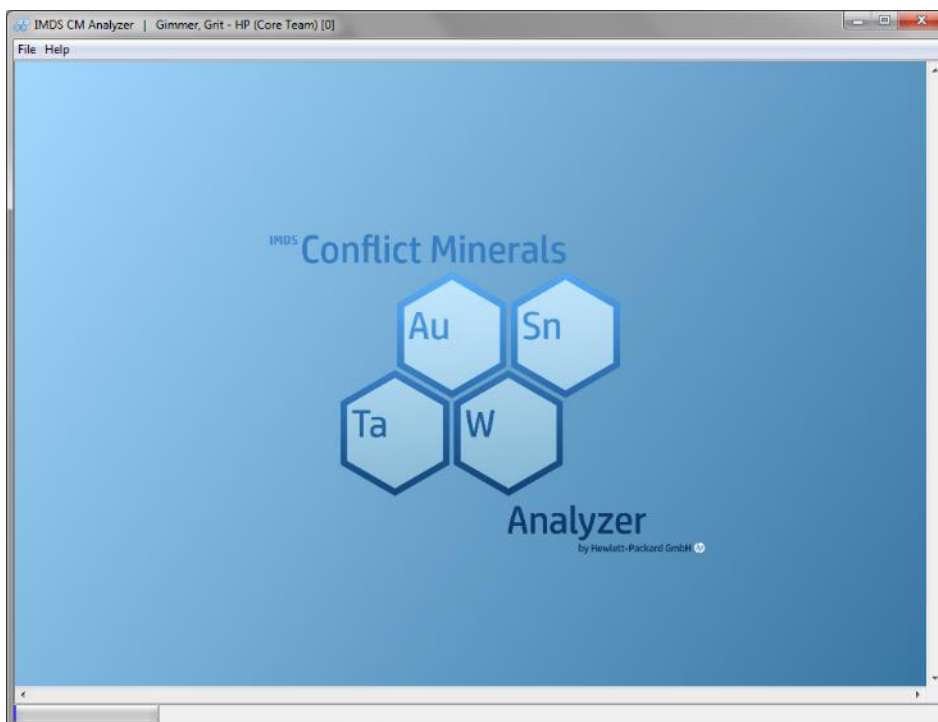 IMDS CM Analyzer | Gimmer, Grit - HP (Core Team) [0]
File Help
IMDS Conflict Minerals
Au Sn
Ta W
Analyzer
by Hewlett-Packard GmbH hp